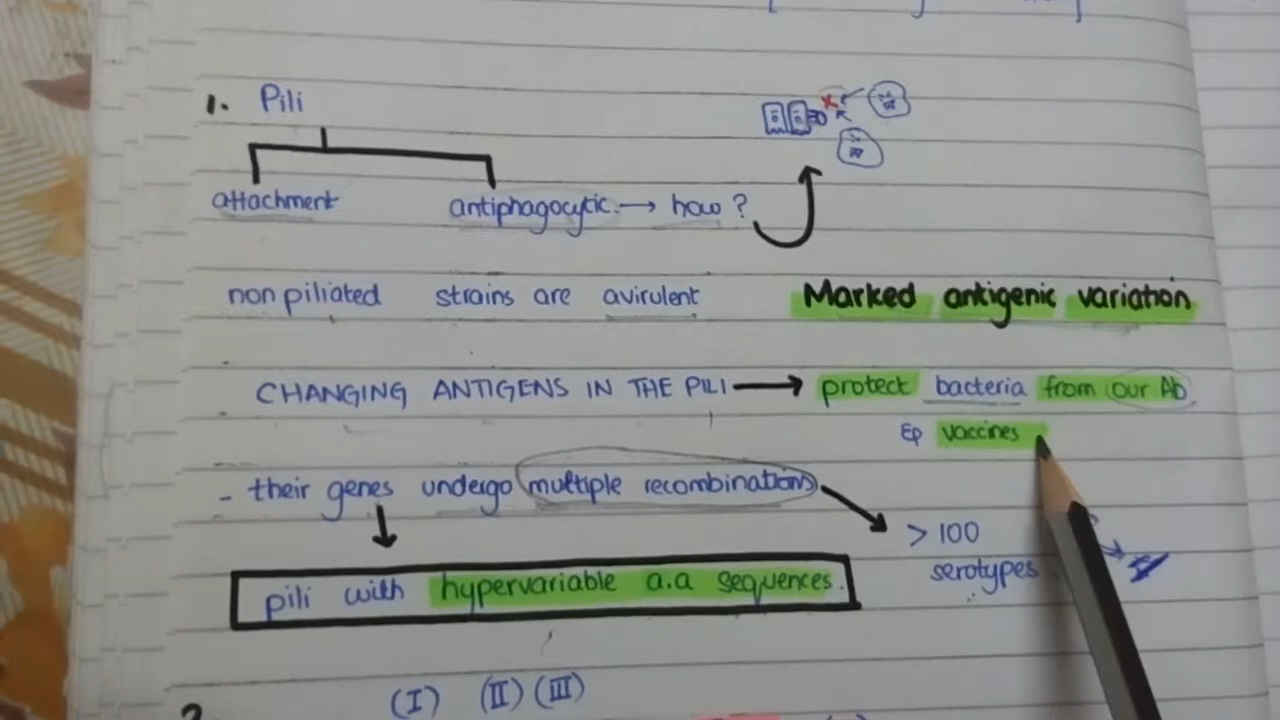 1. Pili
attachment antiphagocytic → how ?
non piliated strains are avirulent Marked antigenic variation
CHANGING ANTIGENS IN THE PILI → protect bacteria from our Ab
Ep vaccines
- their genes undergo multiple recombinations
> 100
serotypes
pili with hypervariable a.a sequences.
(I) (II) (III)
2.